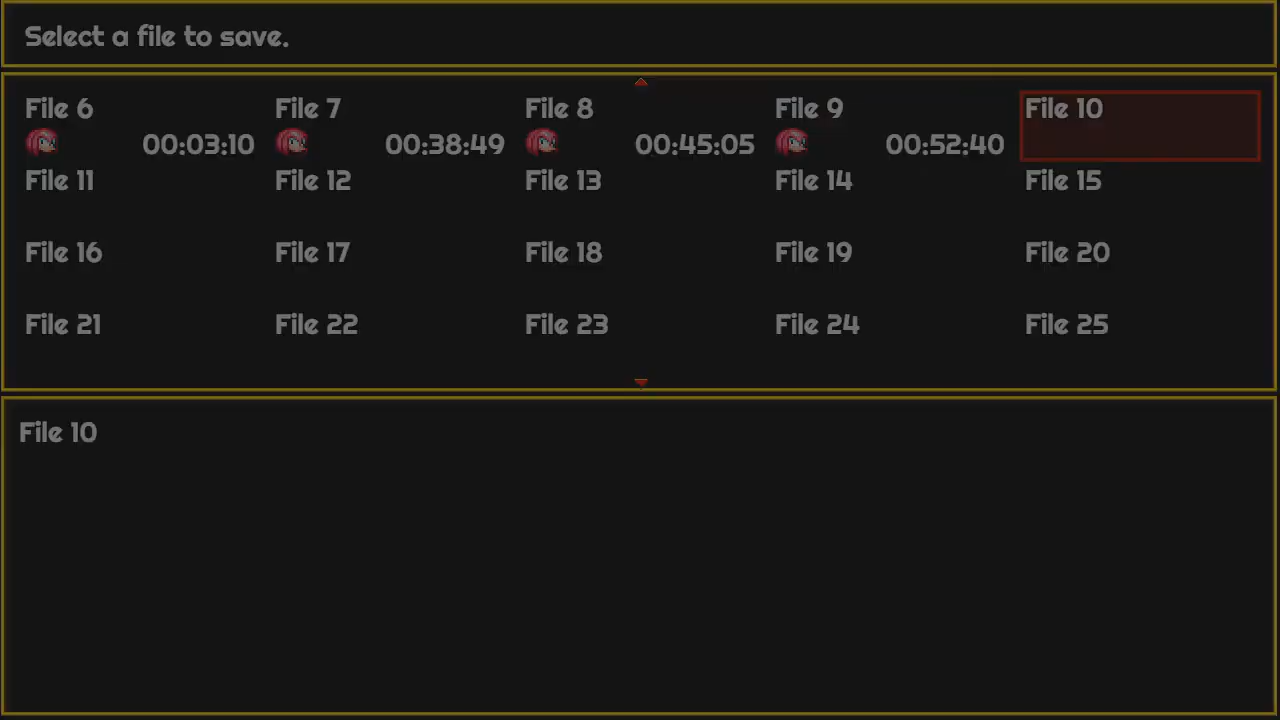 Select a file to save.
File 6 File 7 File 8 File 9 File 10
00:03:10 00:38:49 00:45:05 00:52:40
File 11 File 12 File 13 File 14 File 15
File 16 File 17 File 18 File 19 File 20
File 21 File 22 File 23 File 24 File 25
File 10